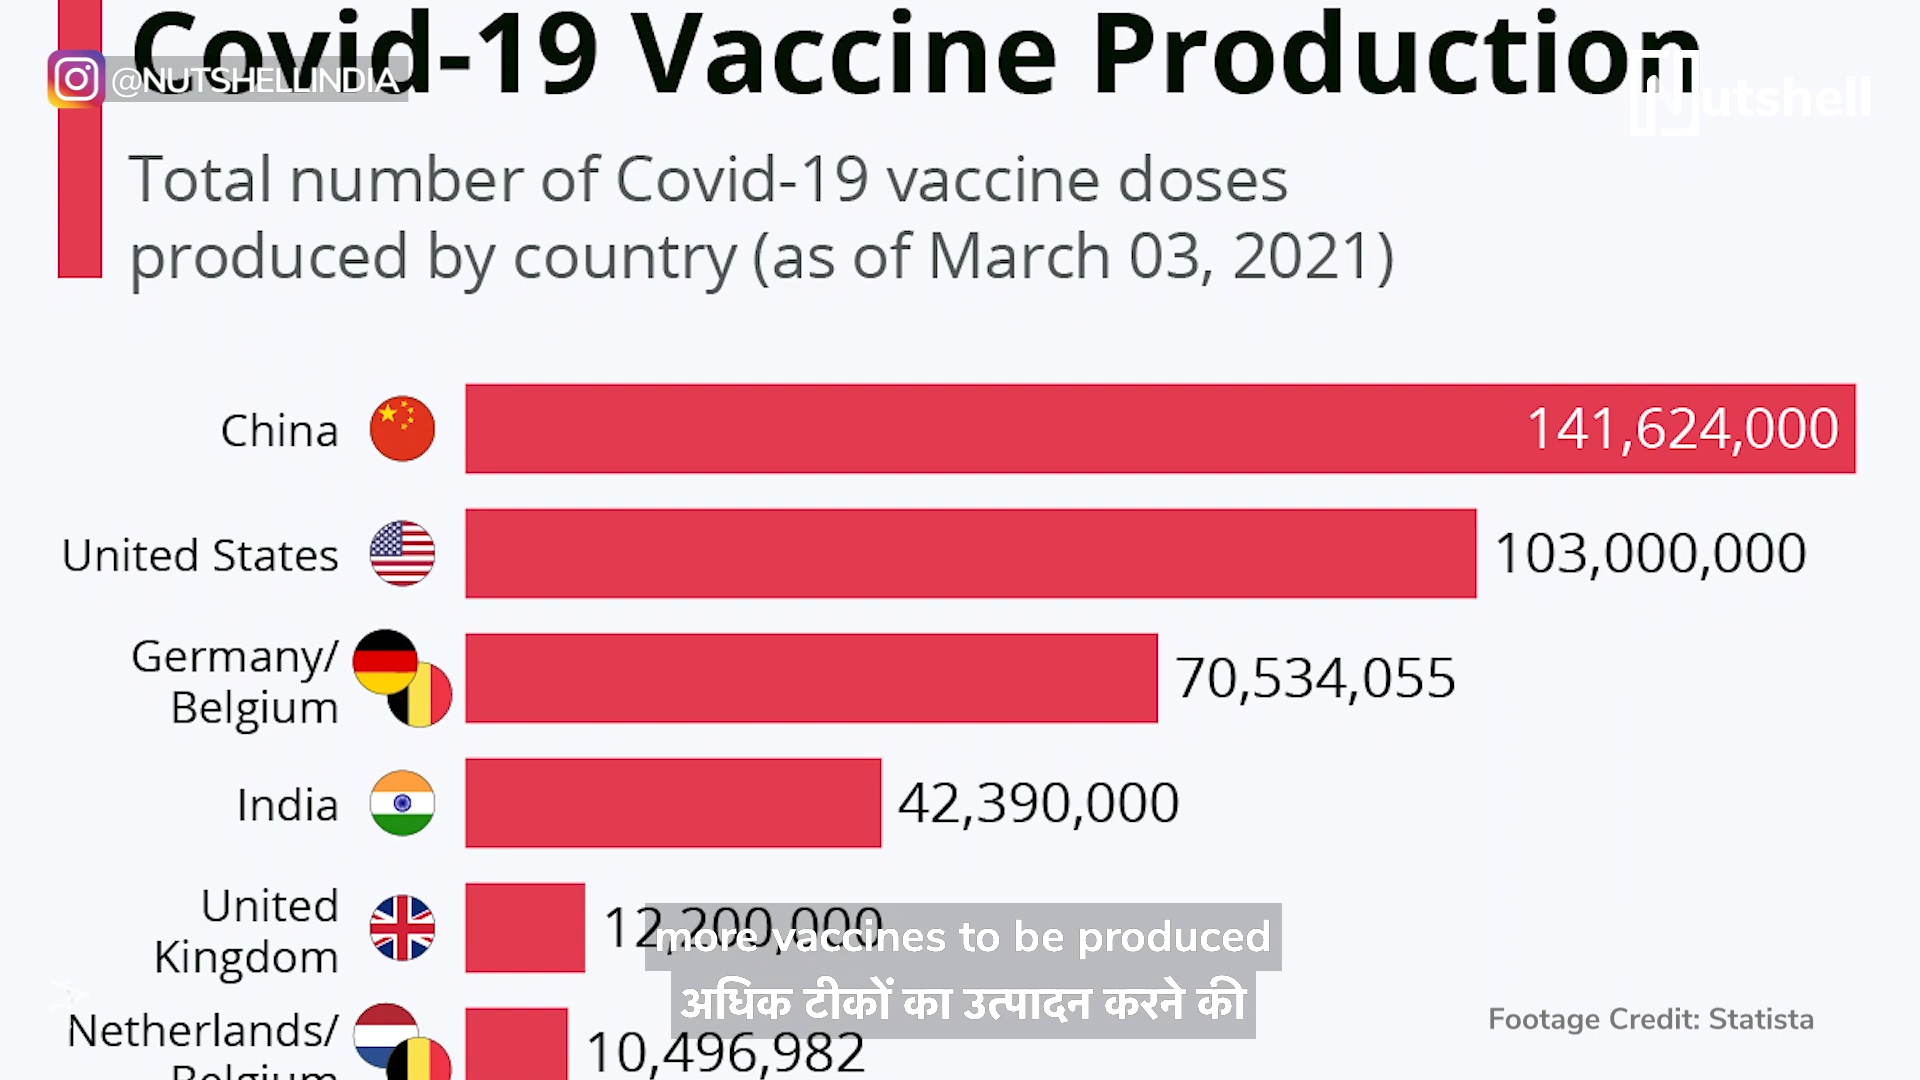 Covid-19 Vaccine Production
@NUTSHELLINDIA
Nutshell
Total number of Covid-19 vaccine doses
produced by country (as of March 03, 2021)
China
141,624,000
United States
103,000,000
Germany/
Belgium
70,534,055
India
42,390,000
United
Kingdom
12,200,000
more vaccines to be produced
अधिक टीकों का उत्पादन करने की
Netherlands/
Belgium
10,496,982
Footage Credit: Statista